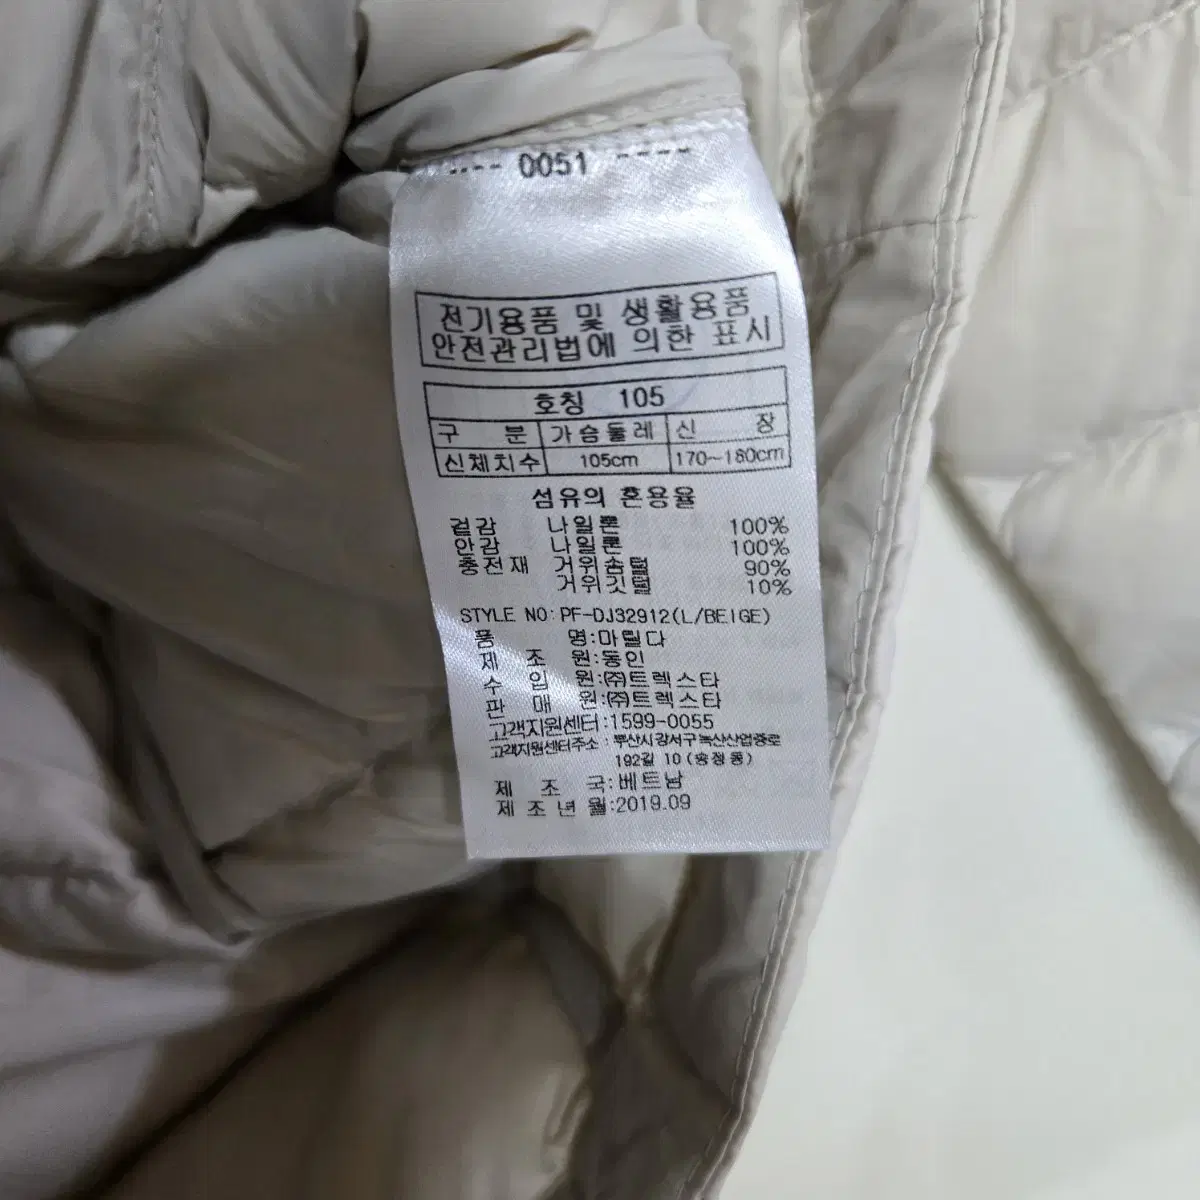 ---- 0051 ----
전기용품 및 생활용품
안전관리법에 의한 표시
호칭 105
구 분 가슴둘레 신 장
신체치수 105cm 170~180cm
섬유의 혼용율
겉감 나일론 100%
안감 나일론 100%
충전재 거위솜털 90%
거위깃털 10%
STYLE NO:PF-DJ32912(L/BEIGE)
품 명:마릴다
제 조 원:동인
수 입 원:㈜트렉스타
판 매 원:㈜트렉스타
고객지원센터:1599-0055
고객지원센터주소:부산시강서구녹산산업중로
192길 10(송정동)
제 조 국:베트남
제조년월:2019.09